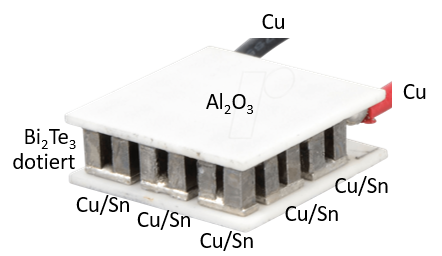 Cu
Cu
Al₂O₃
Bi₂Te₃
dotiert
Cu/Sn
Cu/Sn
Cu/Sn
Cu/Sn
Cu/Sn